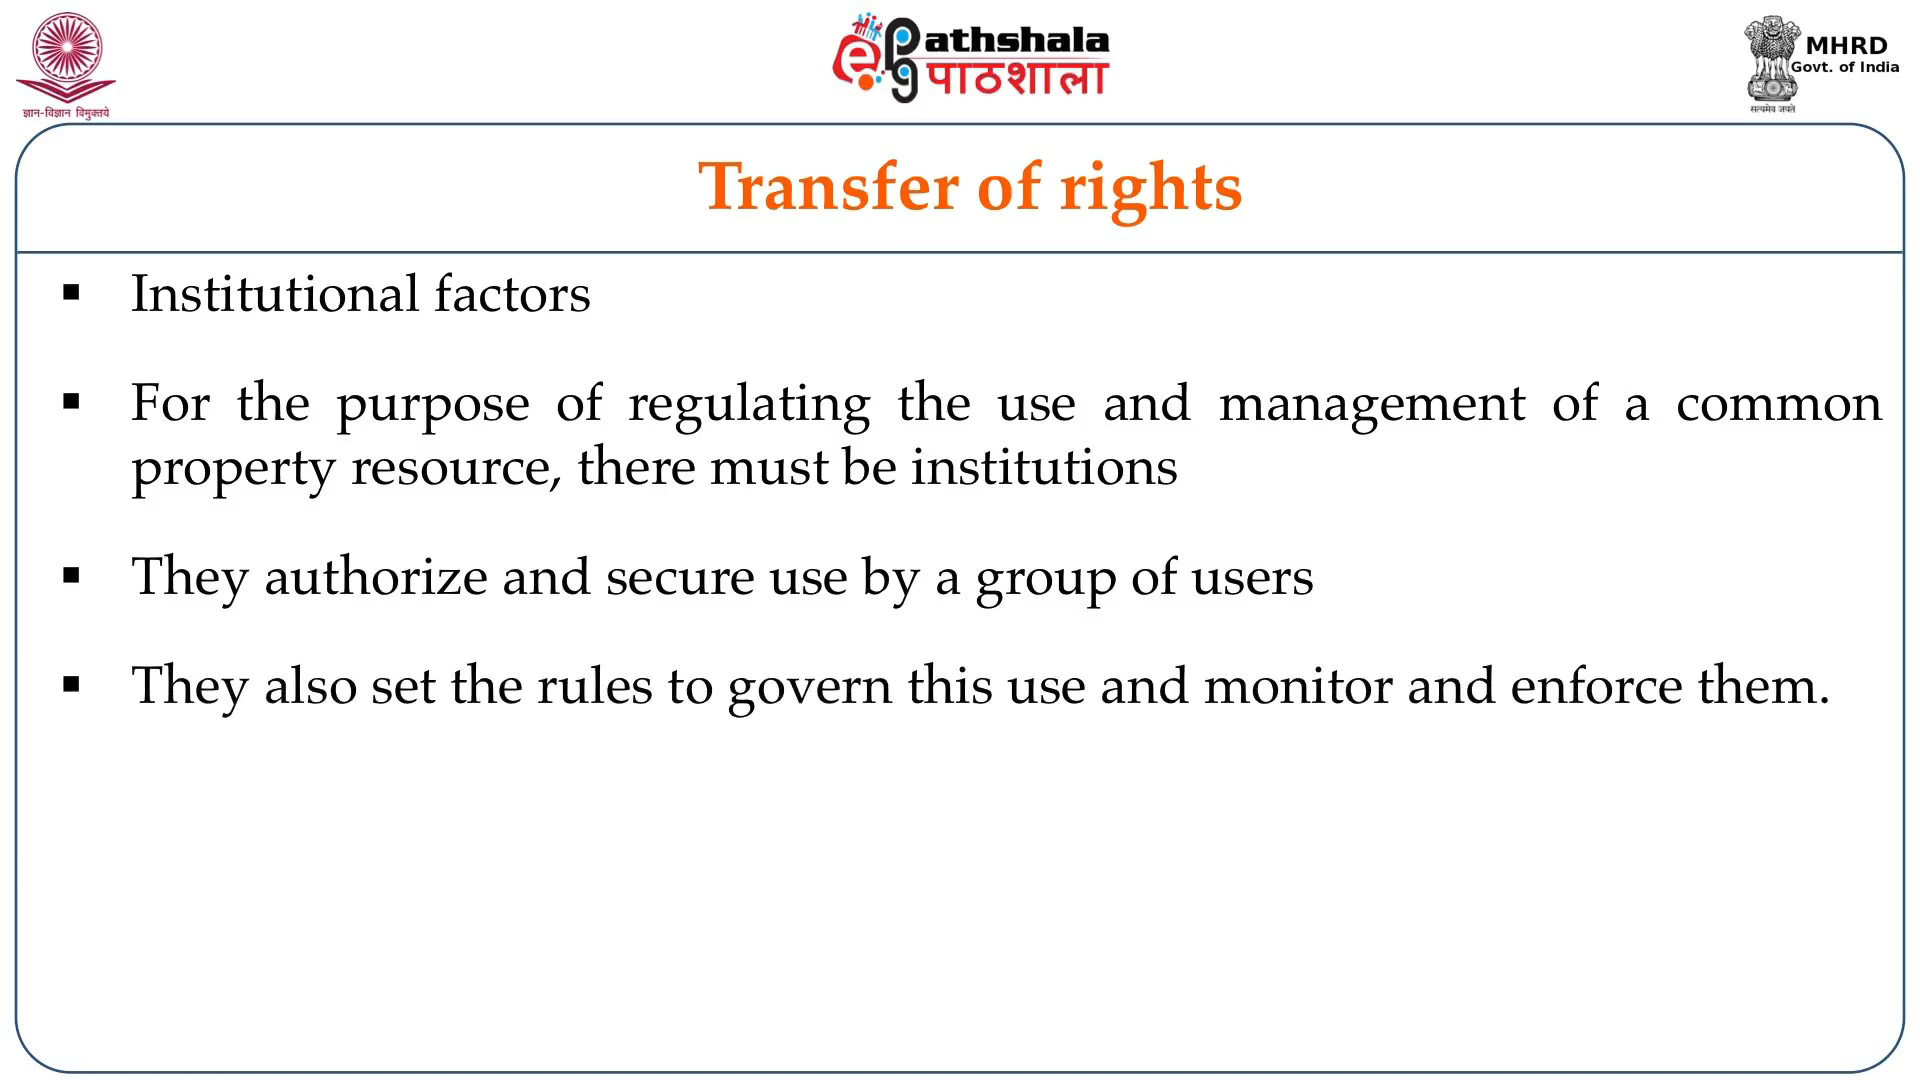 ज्ञान-विज्ञान विमुक्तये
ePathshala
पाठशाला
MHRD
Govt. of India
सत्यमेव जयते
Transfer of rights
▪ Institutional factors
▪ For the purpose of regulating the use and management of a common
property resource, there must be institutions
▪ They authorize and secure use by a group of users
▪ They also set the rules to govern this use and monitor and enforce them.